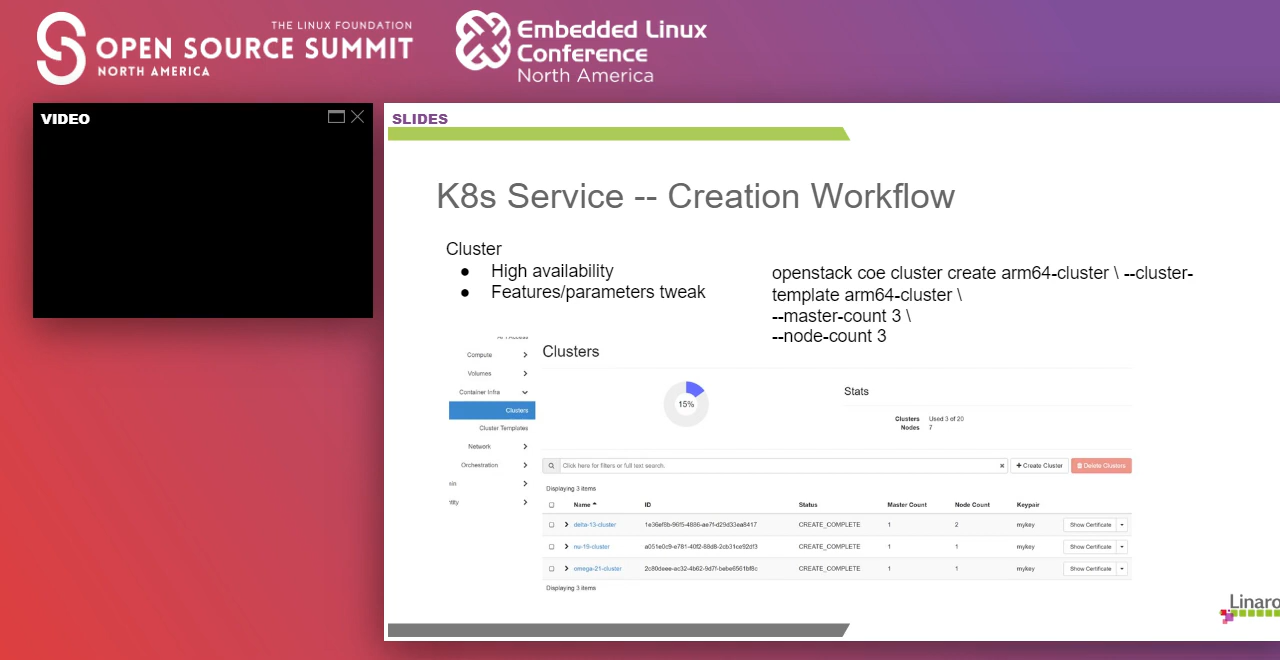 THE LINUX FOUNDATION
OPEN SOURCE SUMMIT
NORTH AMERICA
Embedded Linux
Conference
North America
VIDEO
SLIDES
K8s Service -- Creation Workflow
Cluster
● High availability
● Features/parameters tweak
openstack coe cluster create arm64-cluster \ --cluster-
template arm64-cluster \
--master-count 3 \
--node-count 3
Compute
Volumes
Container Infra
Clusters
Cluster Templates
Network
Orchestration
Clusters
15%
Stats
Clusters Used 3 of 20
Nodes 7
Click here for filters or full text search.
+ Create Cluster
Delete Clusters
Displaying 3 items
Name ID Status Master Count Node Count Keypair
delta-13-cluster 1e36ef8b-96f5-4886-ae7f-d29d33ea8417 CREATE_COMPLETE 1 2 mykey Show Certificate
nu-19-cluster a051e0c9-e781-40f2-88d8-2cb31ce92df3 CREATE_COMPLETE 1 1 mykey Show Certificate
omega-21-cluster 2c80deee-ac32-4b62-9d7f-bebe6561bf8c CREATE_COMPLETE 1 1 mykey Show Certificate
Displaying 3 items
Linaro